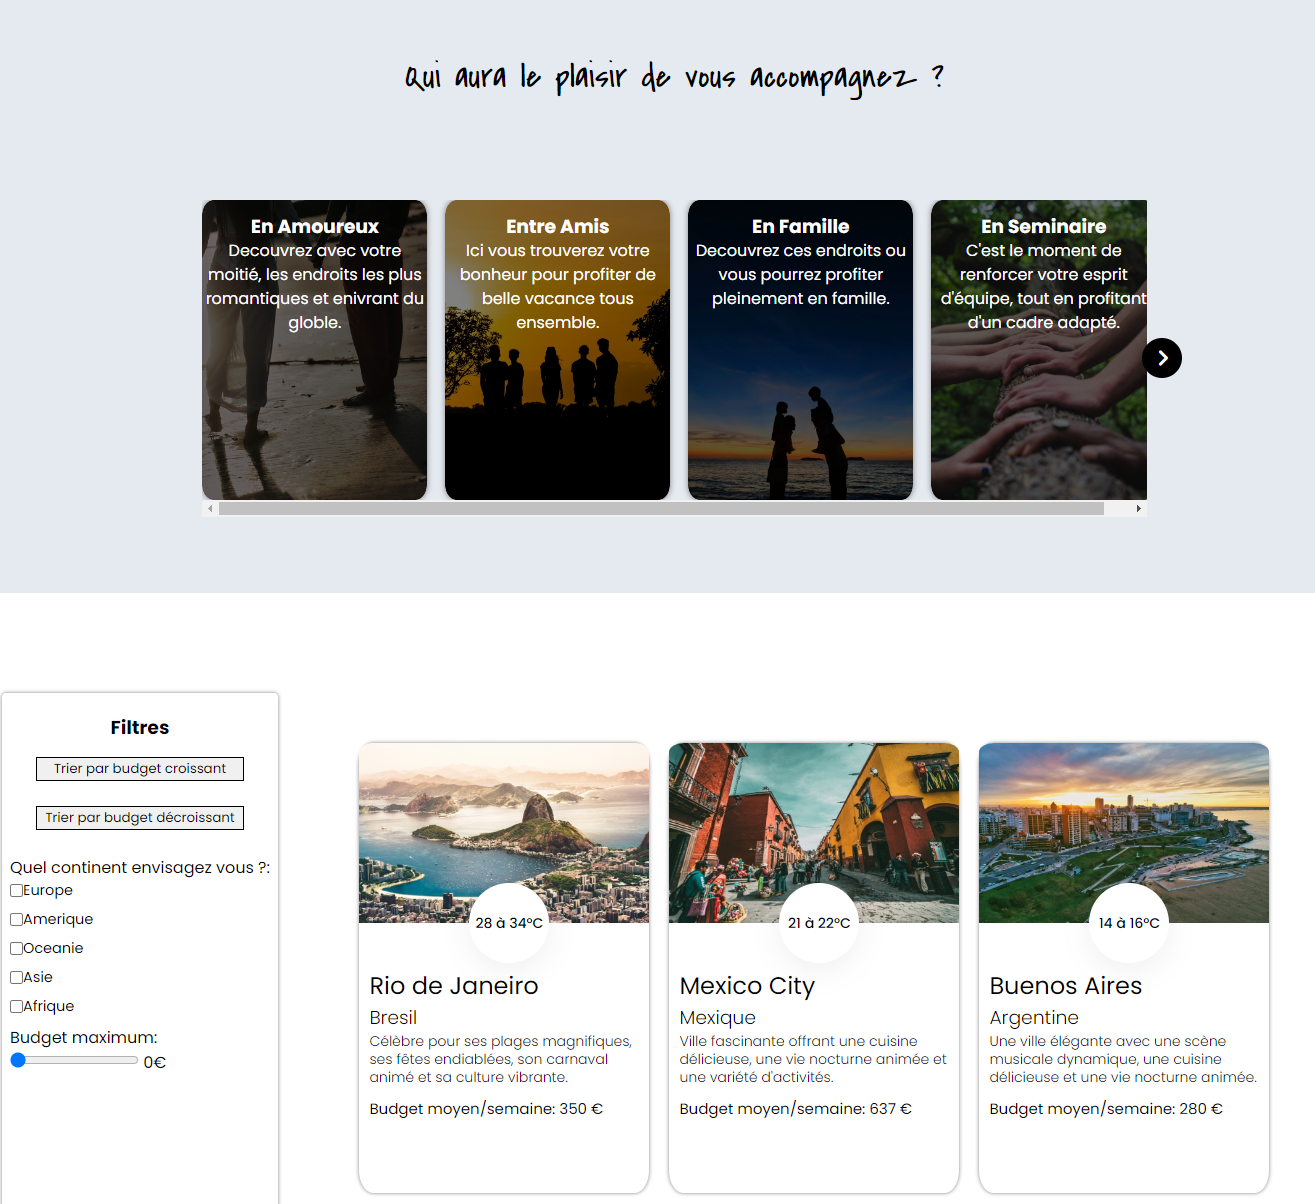 Qui aura le plaisir de vous accompagnez ?
En Amoureux
Decouvrez avec votre
moitié, les endroits les plus
romantiques et enivrant du
globle.
Entre Amis
Ici vous trouverez votre
bonheur pour profiter de
belle vacance tous
ensemble.
En Famille
Decouvrez ces endroits ou
vous pourrez profiter
pleinement en famille.
En Seminaire
C'est le moment de
renforcer votre esprit
d'équipe, tout en profitant
d'un cadre adapté.
Filtres
Trier par budget croissant
Trier par budget décroissant
Quel continent envisagez vous ?:
Europe
Amerique
Oceanie
Asie
Afrique
Budget maximum:
0€
28 à 34°C
Rio de Janeiro
Bresil
Célèbre pour ses plages magnifiques,
ses fêtes endiablées, son carnaval
animé et sa culture vibrante.
Budget moyen/semaine: 350 €
21 à 22°C
Mexico City
Mexique
Ville fascinante offrant une cuisine
délicieuse, une vie nocturne animée et
une variété d'activités.
Budget moyen/semaine: 637 €
14 à 16°C
Buenos Aires
Argentine
Une ville élégante avec une scène
musicale dynamique, une cuisine
délicieuse et une vie nocturne animée.
Budget moyen/semaine: 280 €